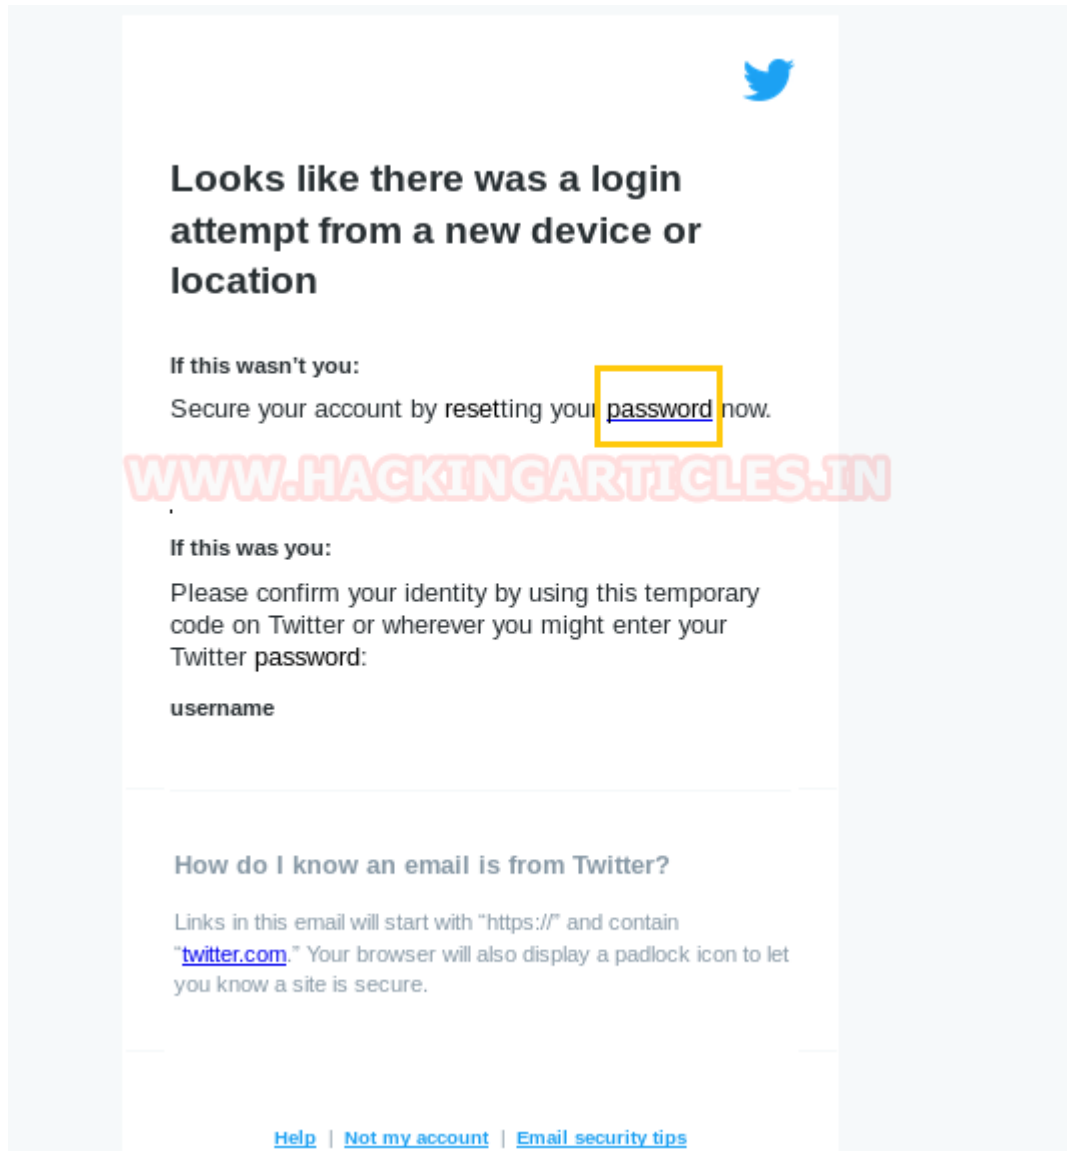 Looks like there was a login
attempt from a new device or
location
If this wasn't you:
Secure your account by resetting your password now.
WWW.HACKINGARTICLES.IN
.
If this was you:
Please confirm your identity by using this temporary
code on Twitter or wherever you might enter your
Twitter password:
username
How do I know an email is from Twitter?
Links in this email will start with “https://” and contain
“twitter.com.” Your browser will also display a padlock icon to let
you know a site is secure.
Help | Not my account | Email security tips